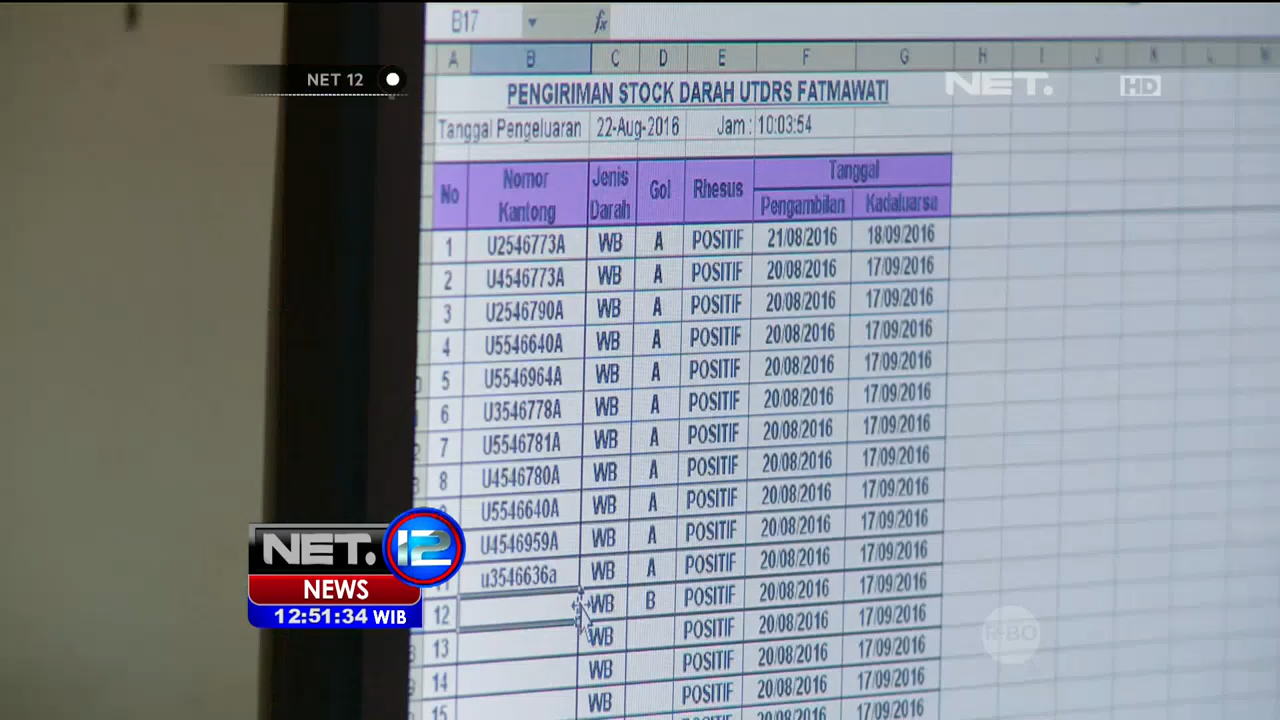 B17 fx
A B C D E F G H I J K L
NET 12
NET. HD
PENGIRIMAN STOCK DARAH UTDRS FATMAWATI
Tanggal Pengeluaran 22-Aug-2016 Jam : 10:03:54
No Nomor Kantong Jenis Darah Gol Rhesus Tanggal
Pengambilan Kadaluarsa
1 U2546773A WB A POSITIF 21/08/2016 18/09/2016
2 U4546773A WB A POSITIF 20/08/2016 17/09/2016
3 U2546790A WB A POSITIF 20/08/2016 17/09/2016
4 U5546640A WB A POSITIF 20/08/2016 17/09/2016
5 U5546964A WB A POSITIF 20/08/2016 17/09/2016
6 U3546778A WB A POSITIF 20/08/2016 17/09/2016
7 U5546781A WB A POSITIF 20/08/2016 17/09/2016
8 U4546780A WB A POSITIF 20/08/2016 17/09/2016
U5546640A WB A POSITIF 20/08/2016 17/09/2016
U4546959A WB A POSITIF 20/08/2016 17/09/2016
u3546636a WB A POSITIF 20/08/2016 17/09/2016
12 WB B POSITIF 20/08/2016 17/09/2016
13 WB POSITIF 20/08/2016 17/09/2016
14 WB POSITIF 20/08/2016 17/09/2016
15 WB POSITIF 20/08/2016 17/09/2016
NET. 12
NEWS
12:51:34 WIB